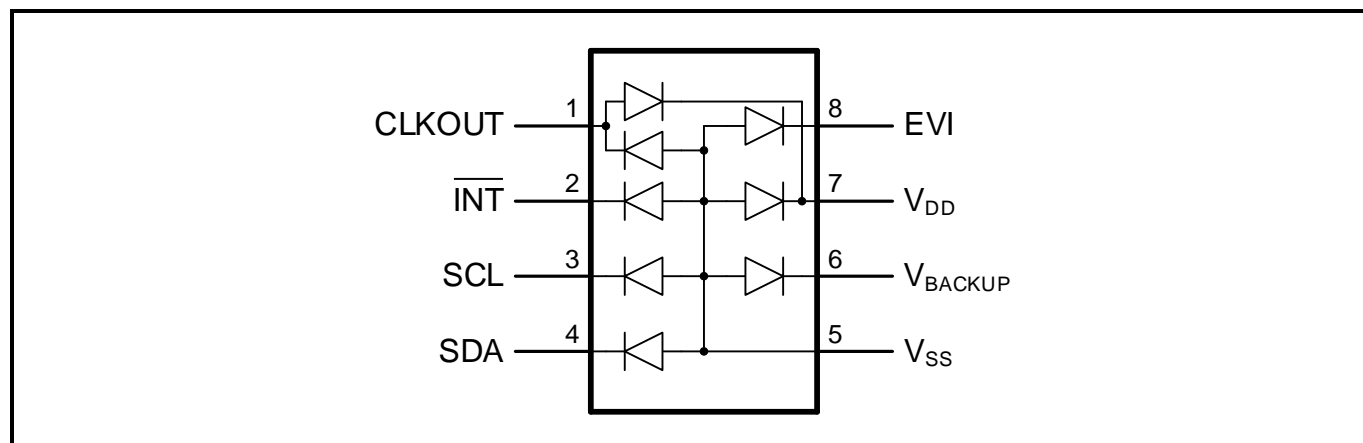 CLKOUT 1 8 EVI
INT 2 7 VDD
SCL 3 6 VBACKUP
SDA 4 5 VSS